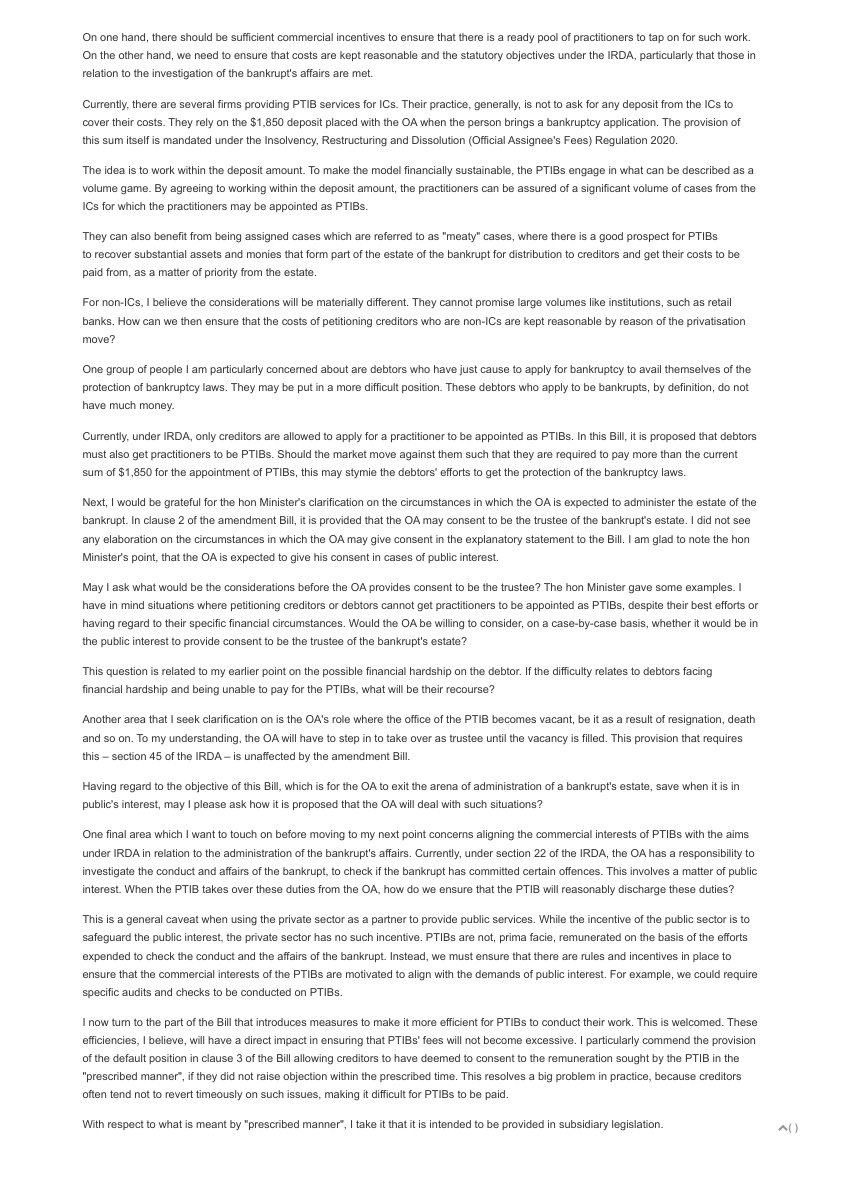 On one hand, there should be sufficient commercial incentives to ensure that there is a ready pool of practitioners to tap on for such work.
On the other hand, we need to ensure that costs are kept reasonable and the statutory objectives under the IRDA, particularly that those in
relation to the investigation of the bankrupt's affairs are met.
Currently, there are several firms providing PTIB services for ICs. Their practice, generally, is not to ask for any deposit from the ICs to
cover their costs. They rely on the $1,850 deposit placed with the OA when the person brings a bankruptcy application. The provision of
this sum itself is mandated under the Insolvency, Restructuring and Dissolution (Official Assignee's Fees) Regulation 2020.
The idea is to work within the deposit amount. To make the model financially sustainable, the PTIBs engage in what can be described as a
volume game. By agreeing to working within the deposit amount, the practitioners can be assured of a significant volume of cases from the
ICs for which the practitioners may be appointed as PTIBs.
They can also benefit from being assigned cases which are referred to as "meaty" cases, where there is a good prospect for PTIBs
to recover substantial assets and monies that form part of the estate of the bankrupt for distribution to creditors and get their costs to be
paid from, as a matter of priority from the estate.
For non-ICs, I believe the considerations will be materially different. They cannot promise large volumes like institutions, such as retail
banks. How can we then ensure that the costs of petitioning creditors who are non-ICs are kept reasonable by reason of the privatisation
move?
One group of people I am particularly concerned about are debtors who have just cause to apply for bankruptcy to avail themselves of the
protection of bankruptcy laws. They may be put in a more difficult position. These debtors who apply to be bankrupts, by definition, do not
have much money.
Currently, under IRDA, only creditors are allowed to apply for a practitioner to be appointed as PTIBs. In this Bill, it is proposed that debtors
must also get practitioners to be PTIBs. Should the market move against them such that they are required to pay more than the current
sum of $1,850 for the appointment of PTIBs, this may stymie the debtors' efforts to get the protection of the bankruptcy laws.
Next, I would be grateful for the hon Minister's clarification on the circumstances in which the OA is expected to administer the estate of the
bankrupt. In clause 2 of the amendment Bill, it is provided that the OA may consent to be the trustee of the bankrupt's estate. I did not see
any elaboration on the circumstances in which the OA may give consent in the explanatory statement to the Bill. I am glad to note the hon
Minister's point, that the OA is expected to give his consent in cases of public interest.
May I ask what would be the considerations before the OA provides consent to be the trustee? The hon Minister gave some examples. I
have in mind situations where petitioning creditors or debtors cannot get practitioners to be appointed as PTIBs, despite their best efforts or
having regard to their specific financial circumstances. Would the OA be willing to consider, on a case-by-case basis, whether it would be in
the public interest to provide consent to be the trustee of the bankrupt's estate?
This question is related to my earlier point on the possible financial hardship on the debtor. If the difficulty relates to debtors facing
financial hardship and being unable to pay for the PTIBs, what will be their recourse?
Another area that I seek clarification on is the OA's role where the office of the PTIB becomes vacant, be it as a result of resignation, death
and so on. To my understanding, the OA will have to step in to take over as trustee until the vacancy is filled. This provision that requires
this – section 45 of the IRDA – is unaffected by the amendment Bill.
Having regard to the objective of this Bill, which is for the OA to exit the arena of administration of a bankrupt's estate, save when it is in
public's interest, may I please ask how it is proposed that the OA will deal with such situations?
One final area which I want to touch on before moving to my next point concerns aligning the commercial interests of PTIBs with the aims
under IRDA in relation to the administration of the bankrupt's affairs. Currently, under section 22 of the IRDA, the OA has a responsibility to
investigate the conduct and affairs of the bankrupt, to check if the bankrupt has committed certain offences. This involves a matter of public
interest. When the PTIB takes over these duties from the OA, how do we ensure that the PTIB will reasonably discharge these duties?
This is a general caveat when using the private sector as a partner to provide public services. While the incentive of the public sector is to
safeguard the public interest, the private sector has no such incentive. PTIBs are not, prima facie, remunerated on the basis of the efforts
expended to check the conduct and the affairs of the bankrupt. Instead, we must ensure that there are rules and incentives in place to
ensure that the commercial interests of the PTIBs are motivated to align with the demands of public interest. For example, we could require
specific audits and checks to be conducted on PTIBs.
I now turn to the part of the Bill that introduces measures to make it more efficient for PTIBs to conduct their work. This is welcomed. These
efficiencies, I believe, will have a direct impact in ensuring that PTIBs' fees will not become excessive. I particularly commend the provision
of the default position in clause 3 of the Bill allowing creditors to have deemed to consent to the remuneration sought by the PTIB in the
"prescribed manner", if they did not raise objection within the prescribed time. This resolves a big problem in practice, because creditors
often tend not to revert timeously on such issues, making it difficult for PTIBs to be paid.
With respect to what is meant by "prescribed manner", I take it that it is intended to be provided in subsidiary legislation.
( )